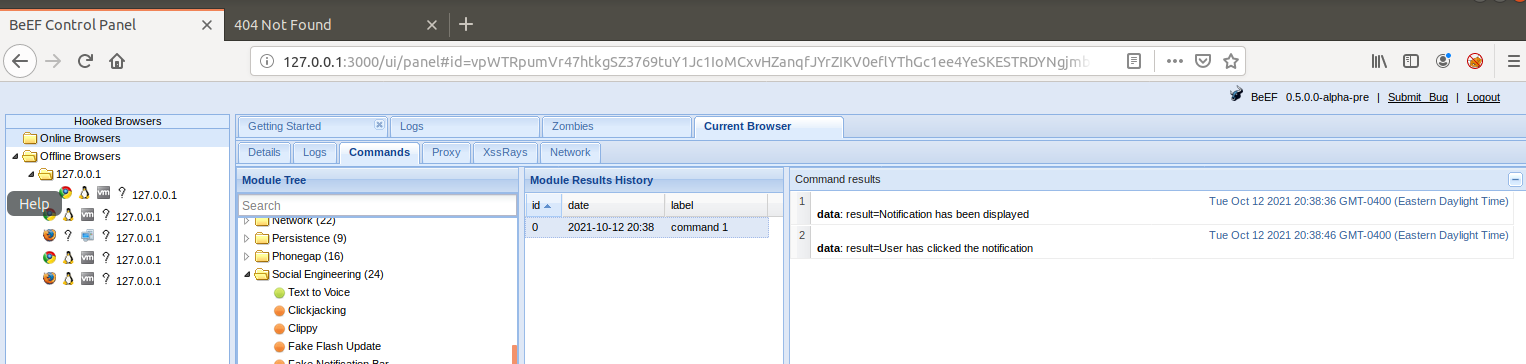 BeEF Control Panel
404 Not Found
127.0.0.1:3000/ui/panel#id=vpWTRpumVr47htkgSZ3769tuY1Jc1IoMCxvHZanqfJYrZIKV0eflYThGc1ee4YeSKESTRDYNgjmb
BeEF 0.5.0.0-alpha-pre | Submit Bug | Logout
Hooked Browsers
Online Browsers
Offline Browsers
127.0.0.1
127.0.0.1
Help
127.0.0.1
127.0.0.1
127.0.0.1
127.0.0.1
Getting Started
Logs
Zombies
Current Browser
Details
Logs
Commands
Proxy
XssRays
Network
Module Tree
Search
Network (22)
Persistence (9)
Phonegap (16)
Social Engineering (24)
Text to Voice
Clickjacking
Clippy
Fake Flash Update
Fake Notification Bar
Module Results History
id date label
0 2021-10-12 20:38 command 1
Command results
1 Tue Oct 12 2021 20:38:36 GMT-0400 (Eastern Daylight Time)
data: result=Notification has been displayed
2 Tue Oct 12 2021 20:38:46 GMT-0400 (Eastern Daylight Time)
data: result=User has clicked the notification